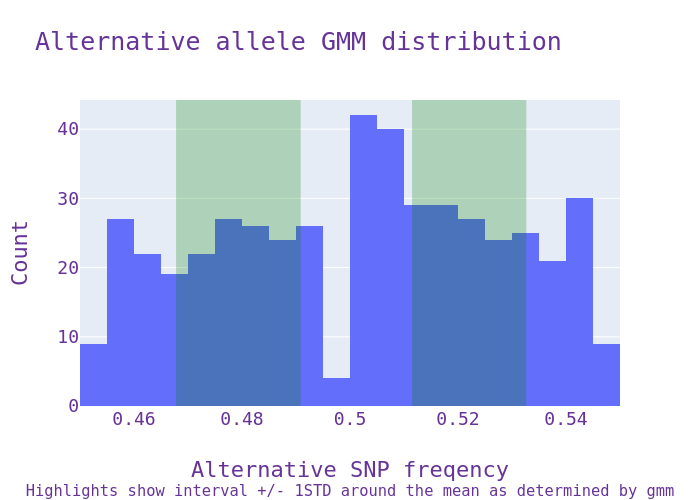 Alternative allele GMM distribution
Count
40
30
20
10
0
0.46 0.48 0.5 0.52 0.54
Alternative SNP freqency
Highlights show interval +/- 1STD around the mean as determined by gmm